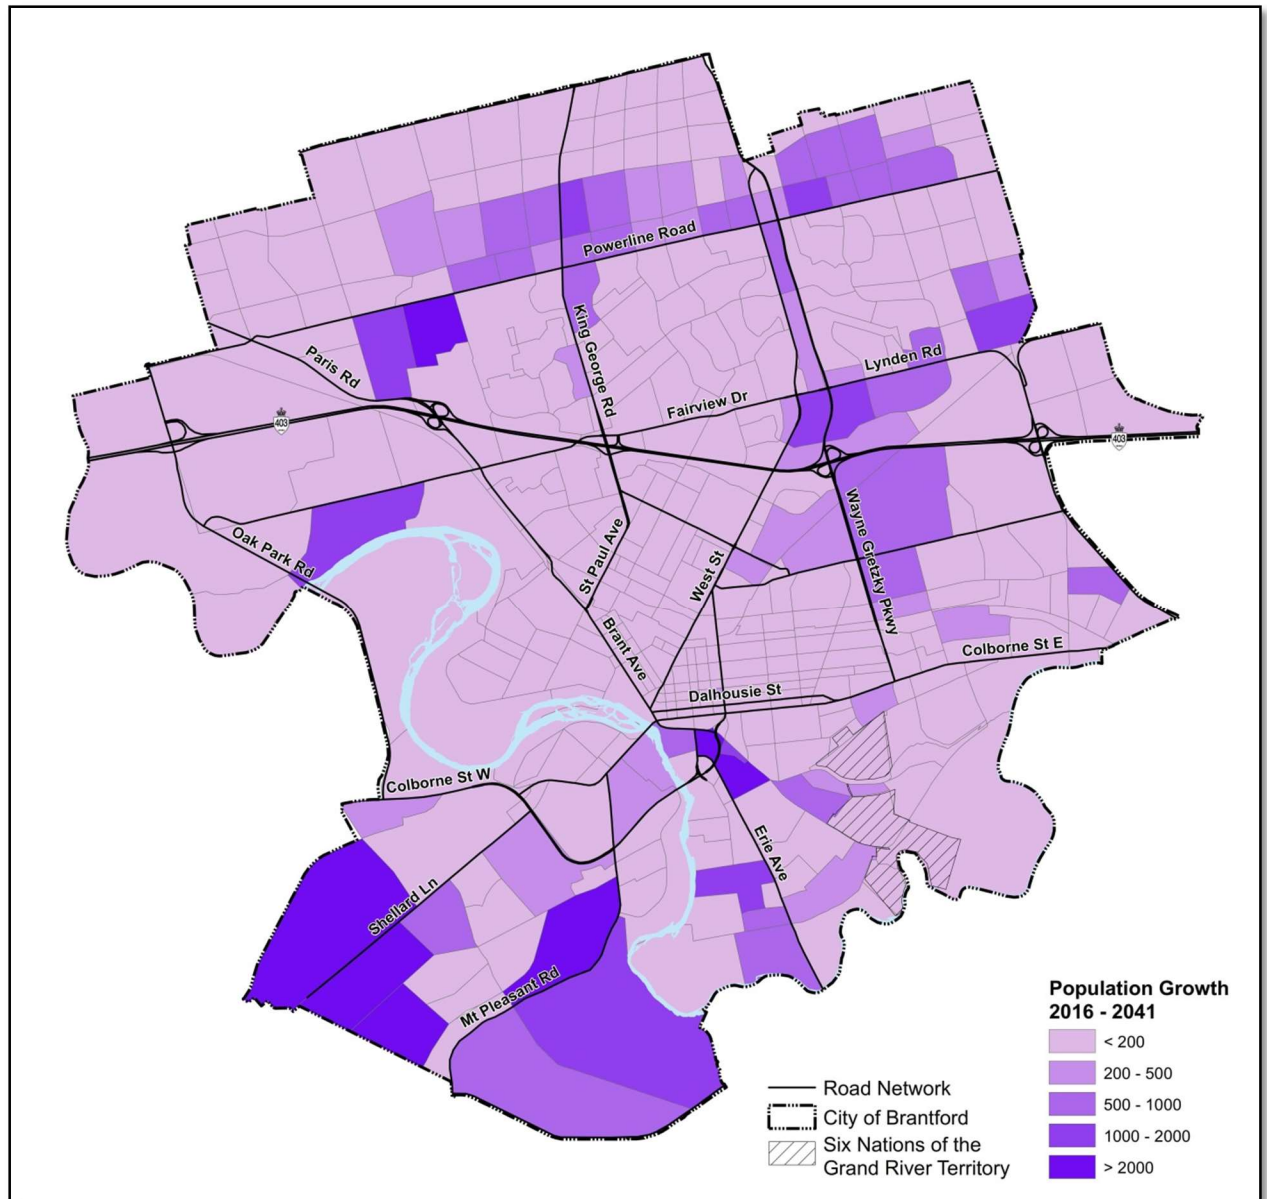 Powerline Road
King George Rd
Paris Rd
Lynden Rd
Fairview Dr
403
403
Oak Park Rd
St Paul Ave
West St
Wayne Gretzky Pkwy
Brant Ave
Colborne St E
Dalhousie St
Colborne St W
Erie Ave
Shellard Ln
Mt Pleasant Rd
Population Growth
2016 - 2041
< 200
200 - 500
500 - 1000
1000 - 2000
> 2000
Road Network
City of Brantford
Six Nations of the
Grand River Territory